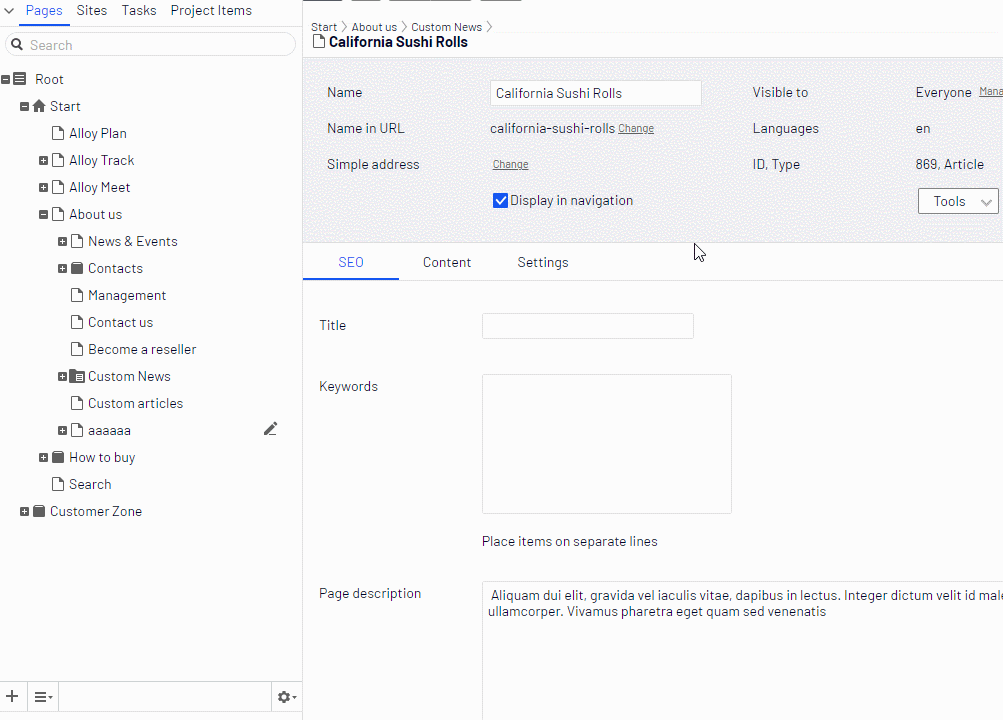 Pages Sites Tasks Project Items
Search
Root
Start
Alloy Plan
Alloy Track
Alloy Meet
About us
News & Events
Contacts
Management
Contact us
Become a reseller
Custom News
Custom articles
aaaaaa
How to buy
Search
Customer Zone
Start About us Custom News
California Sushi Rolls
Name California Sushi Rolls Visible to Everyone
Name in URL california-sushi-rolls Change Languages en
Simple address Change ID, Type 869, Article
Display in navigation Tools
SEO Content Settings
Title
Keywords
Place items on separate lines
Page description
Aliquam dui elit, gravida vel iaculis vitae, dapibus in lectus. Integer dictum velit id
ullamcorper. Vivamus pharetra eget quam sed venenatis